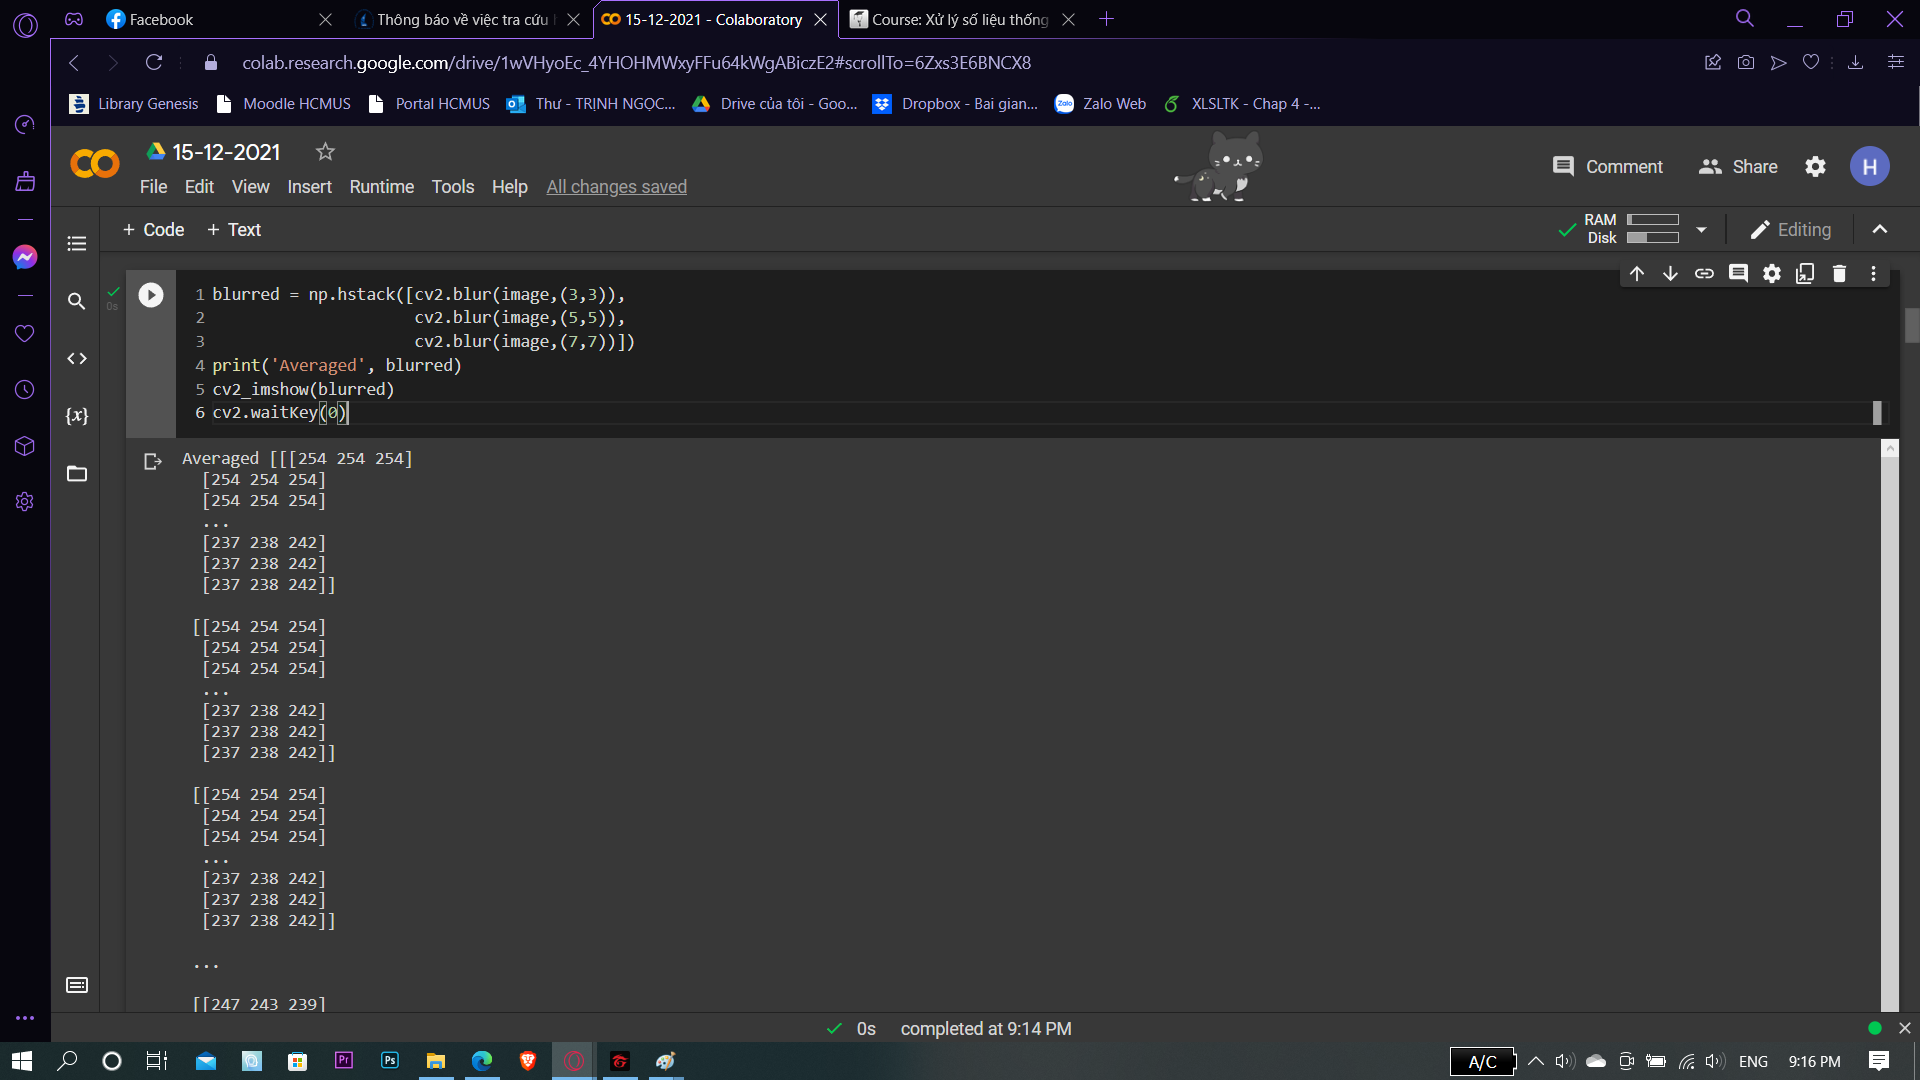 Facebook
Thông báo về việc tra cứu
15-12-2021 - Colaboratory
Course: Xử lý số liệu thống
colab.research.google.com/drive/1wVHyoEc_4YHOHMWxyFFu64kWgABiczE2#scrollTo=6Zxs3E6BNCX8
Library Genesis
Moodle HCMUS
Portal HCMUS
Thư - TRỊNH NGỌC...
Drive của tôi - Goo...
Dropbox - Bai gian...
Zalo Web
XLSLTK - Chap 4 -...
15-12-2021
File Edit View Insert Runtime Tools Help All changes saved
Comment
Share
H
+ Code + Text
RAM
Disk
Editing
0s
1 blurred = np.hstack([cv2.blur(image,(3,3)),
2 cv2.blur(image,(5,5)),
3 cv2.blur(image,(7,7))])
4 print('Averaged', blurred)
5 cv2_imshow(blurred)
6 cv2.waitKey(0)
Averaged [[[254 254 254]
[254 254 254]
[254 254 254]
...
[237 238 242]
[237 238 242]
[237 238 242]]
[[254 254 254]
[254 254 254]
[254 254 254]
...
[237 238 242]
[237 238 242]
[237 238 242]]
[[254 254 254]
[254 254 254]
[254 254 254]
...
[237 238 242]
[237 238 242]
[237 238 242]]
...
[[247 243 239]
0s completed at 9:14 PM
Pr
Ps
A/C
ENG
9:16 PM